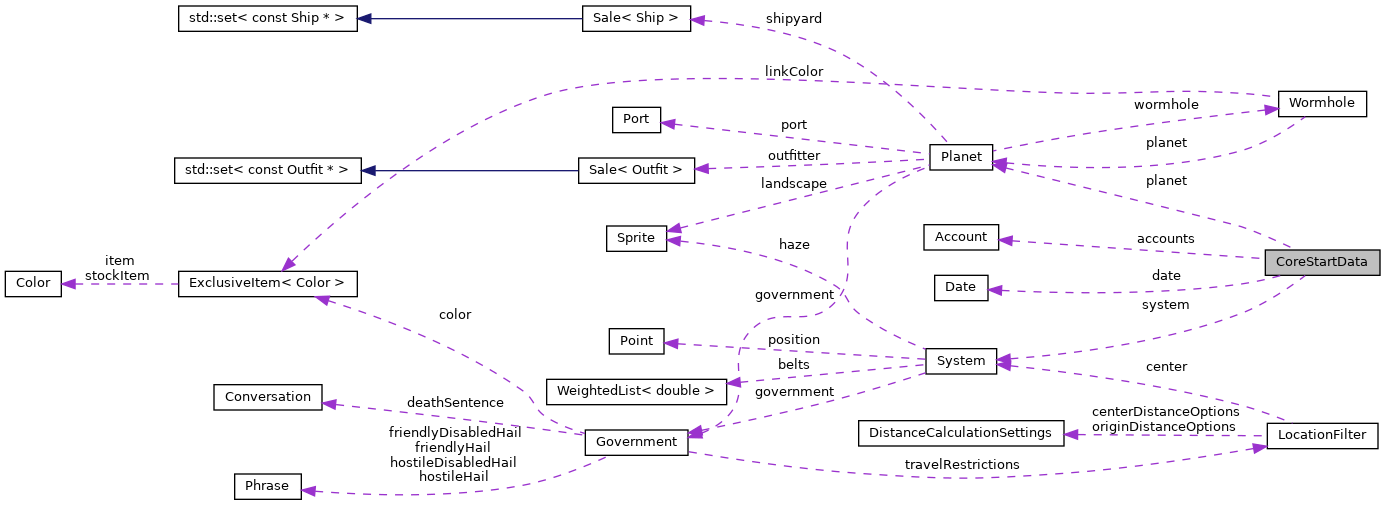 std::set< const Ship * >
Sale< Ship >
shipyard
linkColor
Wormhole
wormhole
Port
port
planet
Planet
outfitter
std::set< const Outfit * >
Sale< Outfit >
landscape
planet
Sprite
haze
Account
accounts
CoreStartData
item
stockItem
Color
ExclusiveItem< Color >
government
Date
date
system
color
Point
position
System
belts
center
Conversation
WeightedList< double >
government
deathSentence
centerDistanceOptions
originDistanceOptions
DistanceCalculationSettings
LocationFilter
friendlyDisabledHail
friendlyHail
hostileDisabledHail
hostileHail
Government
travelRestrictions
Phrase